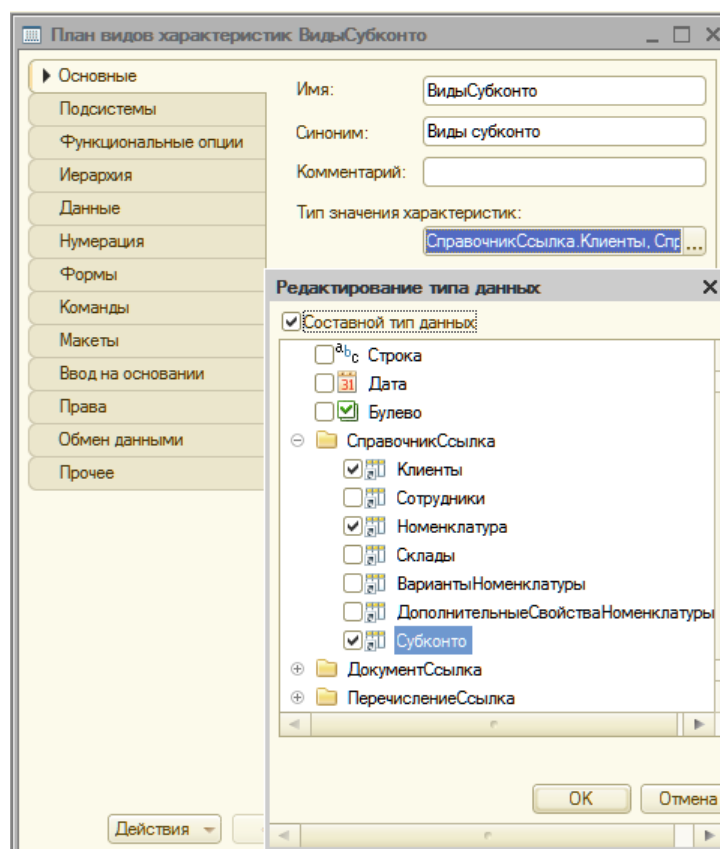 План видов характеристик ВидыСубконто
Основные
Подсистемы
Функциональные опции
Иерархия
Данные
Нумерация
Формы
Команды
Макеты
Ввод на основании
Права
Обмен данными
Прочее
Действия
Имя: ВидыСубконто
Синоним: Виды субконто
Комментарий:
Тип значения характеристик:
СправочникСсылка.Клиенты, Спр ...
Редактирование типа данных
Составной тип данных
Строка
31 Дата
Булево
СправочникСсылка
Клиенты
Сотрудники
Номенклатура
Склады
ВариантыНоменклатуры
ДополнительныеСвойстваНоменклатуры
Субконто
ДокументСсылка
ПеречислениеСсылка
OK Отмена